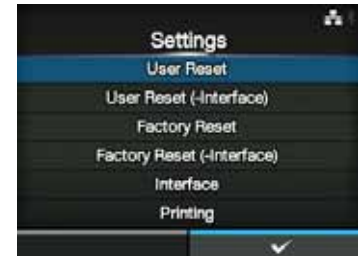 Settings
User Reset
User Reset (-Interface)
Factory Reset
Factory Reset (-Interface)
Interface
Printing